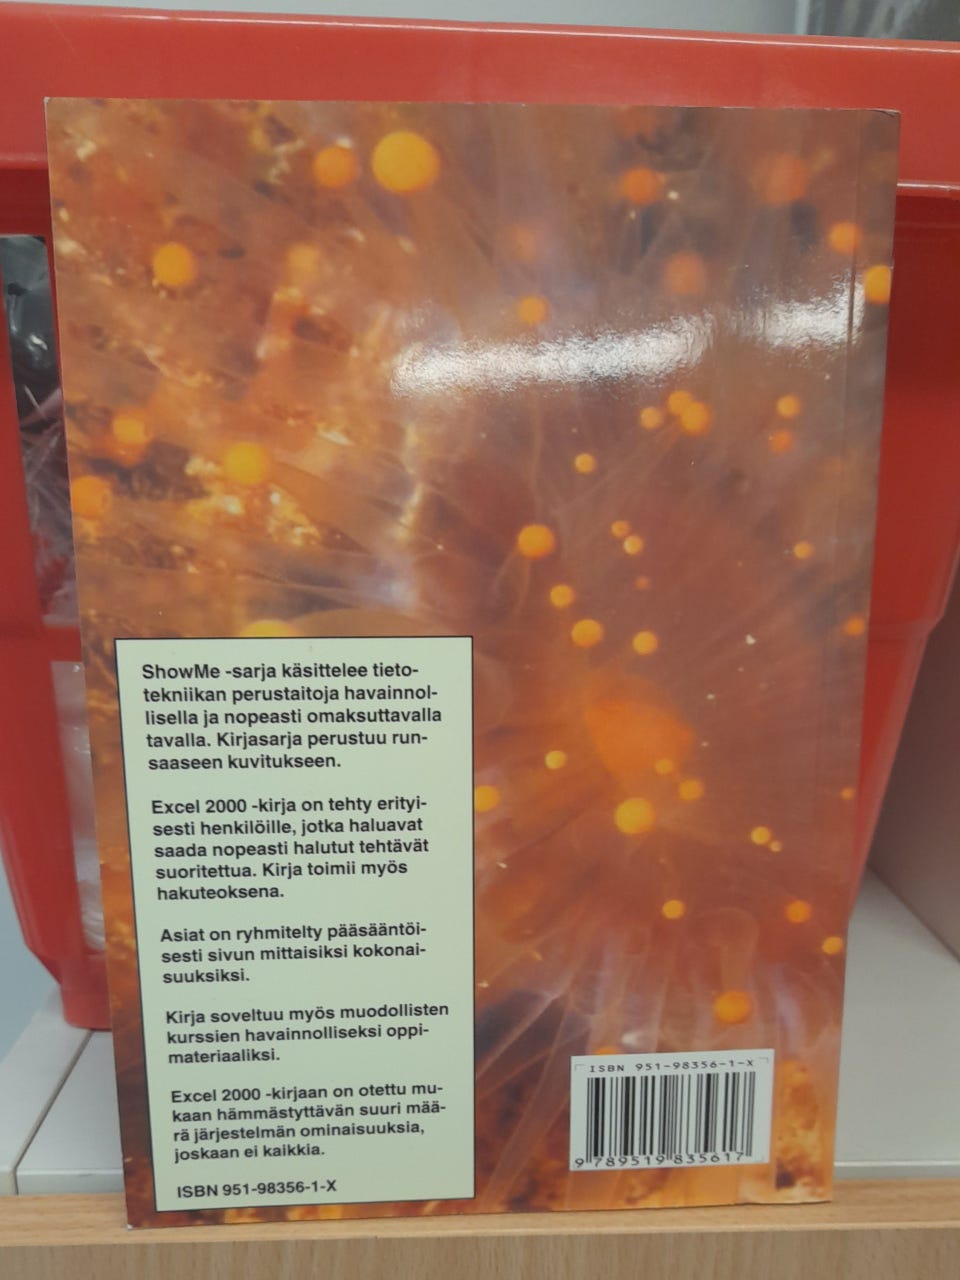 ShowMe -sarja käsittelee tieto-
tekniikan perustaitoja havainnol-
lisella ja nopeasti omaksuttavalla
tavalla. Kirjasarja perustuu run-
saaseen kuvitukseen.
Excel 2000 -kirja on tehty erityi-
sesti henkilöille, jotka haluavat
saada nopeasti halutut tehtävät
suoritettua. Kirja toimii myös
hakuteoksena.
Asiat on ryhmitelty pääsääntöi-
sesti sivun mittaisiksi kokonai-
suuksiksi.
Kirja soveltuu myös muodollisten
kurssien havainnolliseksi oppi-
materiaaliksi.
Excel 2000 -kirjaan on otettu mu-
kaan hämmästyttävän suuri mää-
rä järjestelmän ominaisuuksia,
joskaan ei kaikkia.
ISBN 951-98356-1-X
ISBN 951-98356-1-X
9 789519 835617